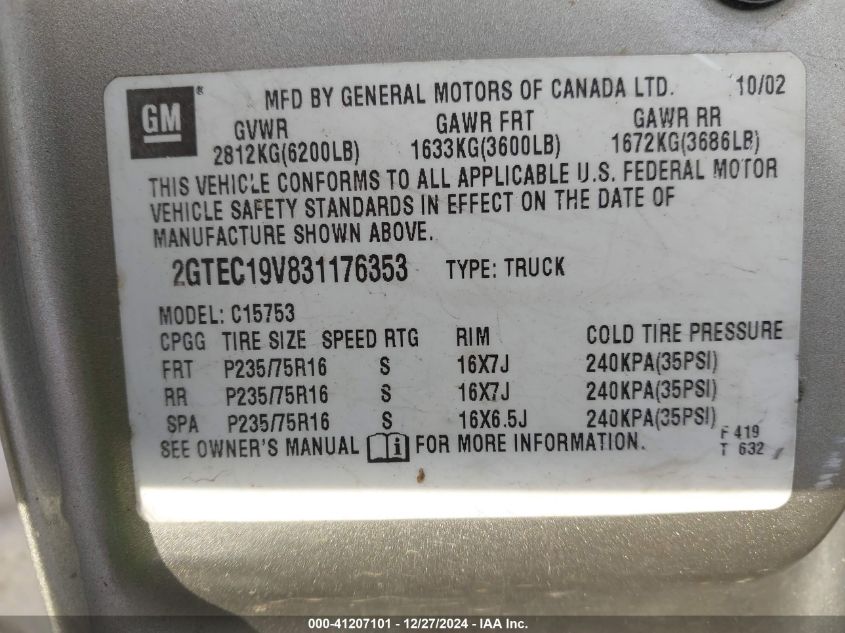 GM ® MFD BY GENERAL MOTORS OF CANADA LTD. 10/02
GVWR GAWR FRT GAWR RR
2812KG(6200LB) 1633KG(3600LB) 1672KG(3686LB)
THIS VEHICLE CONFORMS TO ALL APPLICABLE U.S. FEDERAL MOTOR
VEHICLE SAFETY STANDARDS IN EFFECT ON THE DATE OF
MANUFACTURE SHOWN ABOVE.
2GTEC19V831176353 TYPE: TRUCK
MODEL: C15753
CPGG TIRE SIZE SPEED RTG RIM COLD TIRE PRESSURE
FRT P235/75R16 S 16X7J 240KPA(35PSI)
RR P235/75R16 S 16X7J 240KPA(35PSI)
SPA P235/75R16 S 16X6.5J 240KPA(35PSI)
SEE OWNER'S MANUAL i FOR MORE INFORMATION.
F 419
T 632
000-41207101 - 12/27/2024 - IAA Inc.